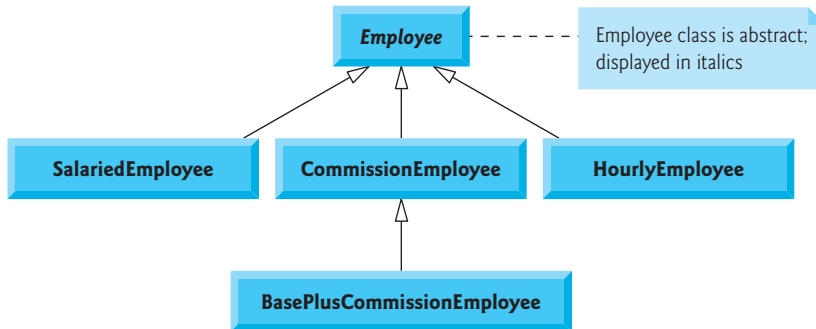 Employee
Employee class is abstract;
displayed in italics
SalariedEmployee
CommissionEmployee
HourlyEmployee
BasePlusCommissionEmployee